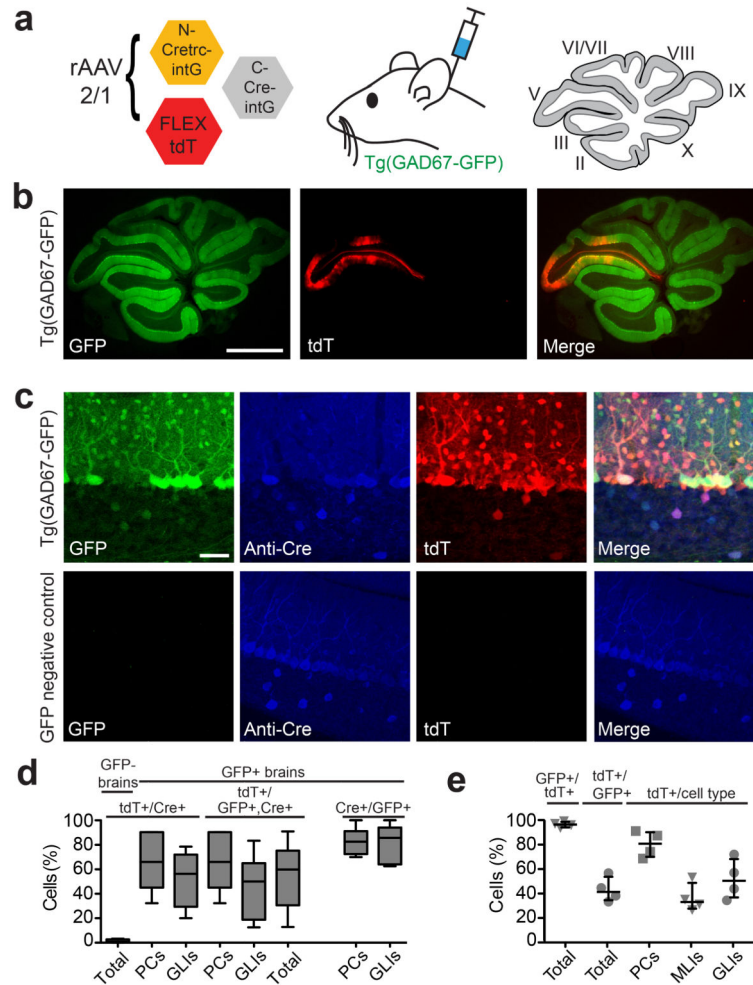 a
rAAV
2/1
N-
Cretrc-
intG
C-
Cre-
intG
FLEX
tdT
Tg(GAD67-GFP)
VI/VII
VIII
IX
V
III
II
X
b
Tg(GAD67-GFP)
GFP
tdT
Merge
c
Tg(GAD67-GFP)
GFP
Anti-Cre
tdT
Merge
GFP negative control
GFP
Anti-Cre
tdT
Merge
d
GFP-
brains
GFP+ brains
tdT+/Cre+
tdT+/
GFP+,Cre+
Cre+/GFP+
Cells (%)
100
80
60
40
20
0
Total
PCs
GLIs
PCs
GLIs
Total
PCs
GLIs
e
GFP+/
tdT+
tdT+/
GFP+
tdT+/cell type
Cells (%)
100
80
60
40
20
0
Total
Total
PCs
MLIs
GLIs